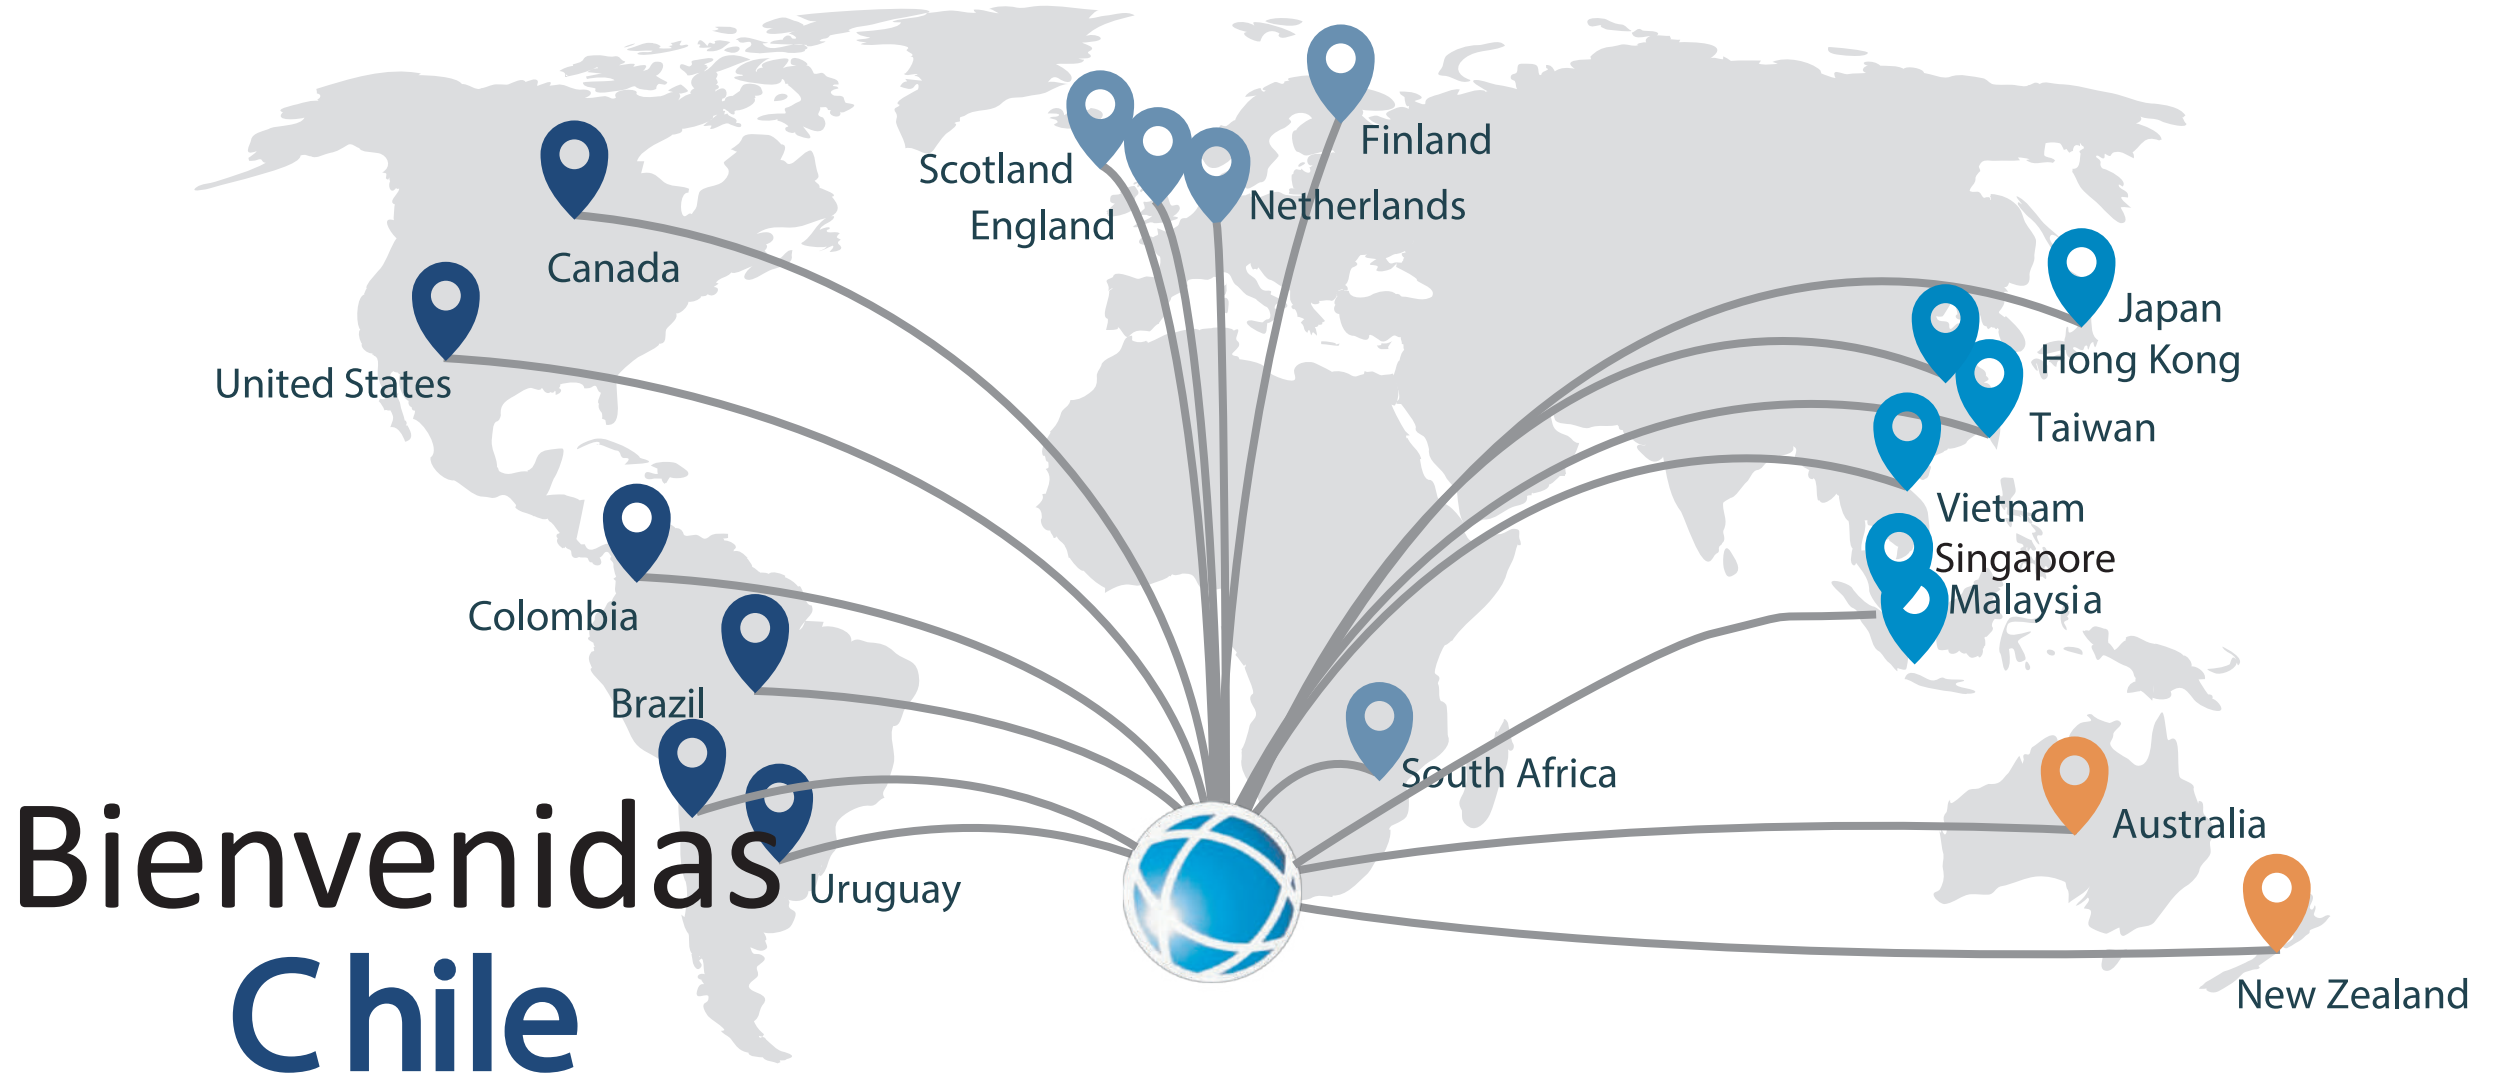 Finland
Scotland
Netherlands
England
Canada
Japan
Hong Kong
United States
Taiwan
Vietnam
Singapore
Malaysia
Colombia
Brazil
South Africa
Australia
Bienvenidas
Uruguay
Chile
New Zealand